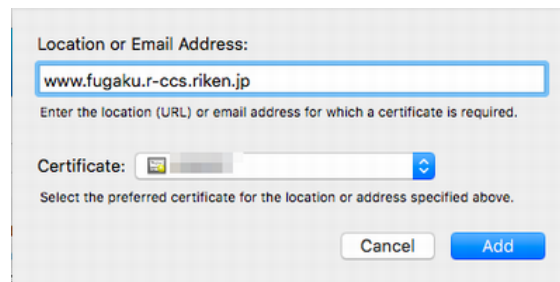 Location or Email Address:
www.fugaku.r-ccs.riken.jp
Enter the location (URL) or email address for which a certificate is required.
Certificate:
Select the preferred certificate for the location or address specified above.
Cancel Add